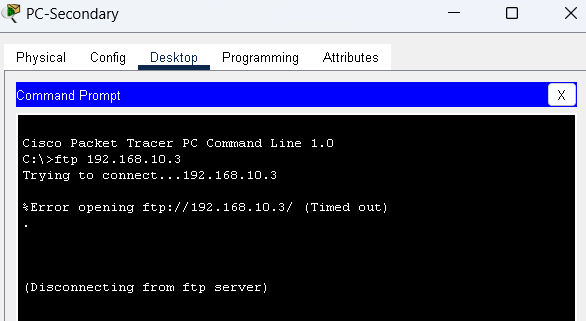 PC-Secondary
Physical Config Desktop Programming Attributes
Command Prompt
X
Cisco Packet Tracer PC Command Line 1.0
C:\>ftp 192.168.10.3
Trying to connect...192.168.10.3
%Error opening ftp://192.168.10.3/ (Timed out)
.
(Disconnecting from ftp server)